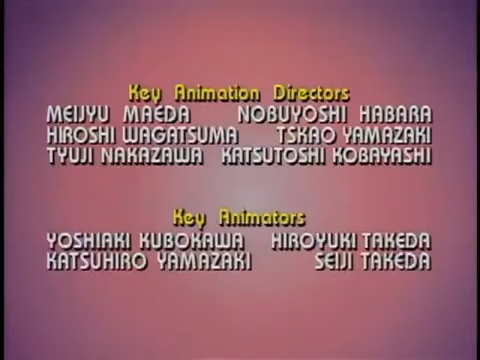 Key Animation Directors
MEIJYU MAEDA NOBUYOSHI HABARA
HIROSHI WAGATSUMA TSKAO YAMAZAKI
TYUJI NAKAZAWA KATSUTOSHI KOBAYASHI
Key Animators
YOSHIAKI KUBOKAWA HIROYUKI TAKEDA
KATSUHIRO YAMAZAKI SEIJI TAKEDA